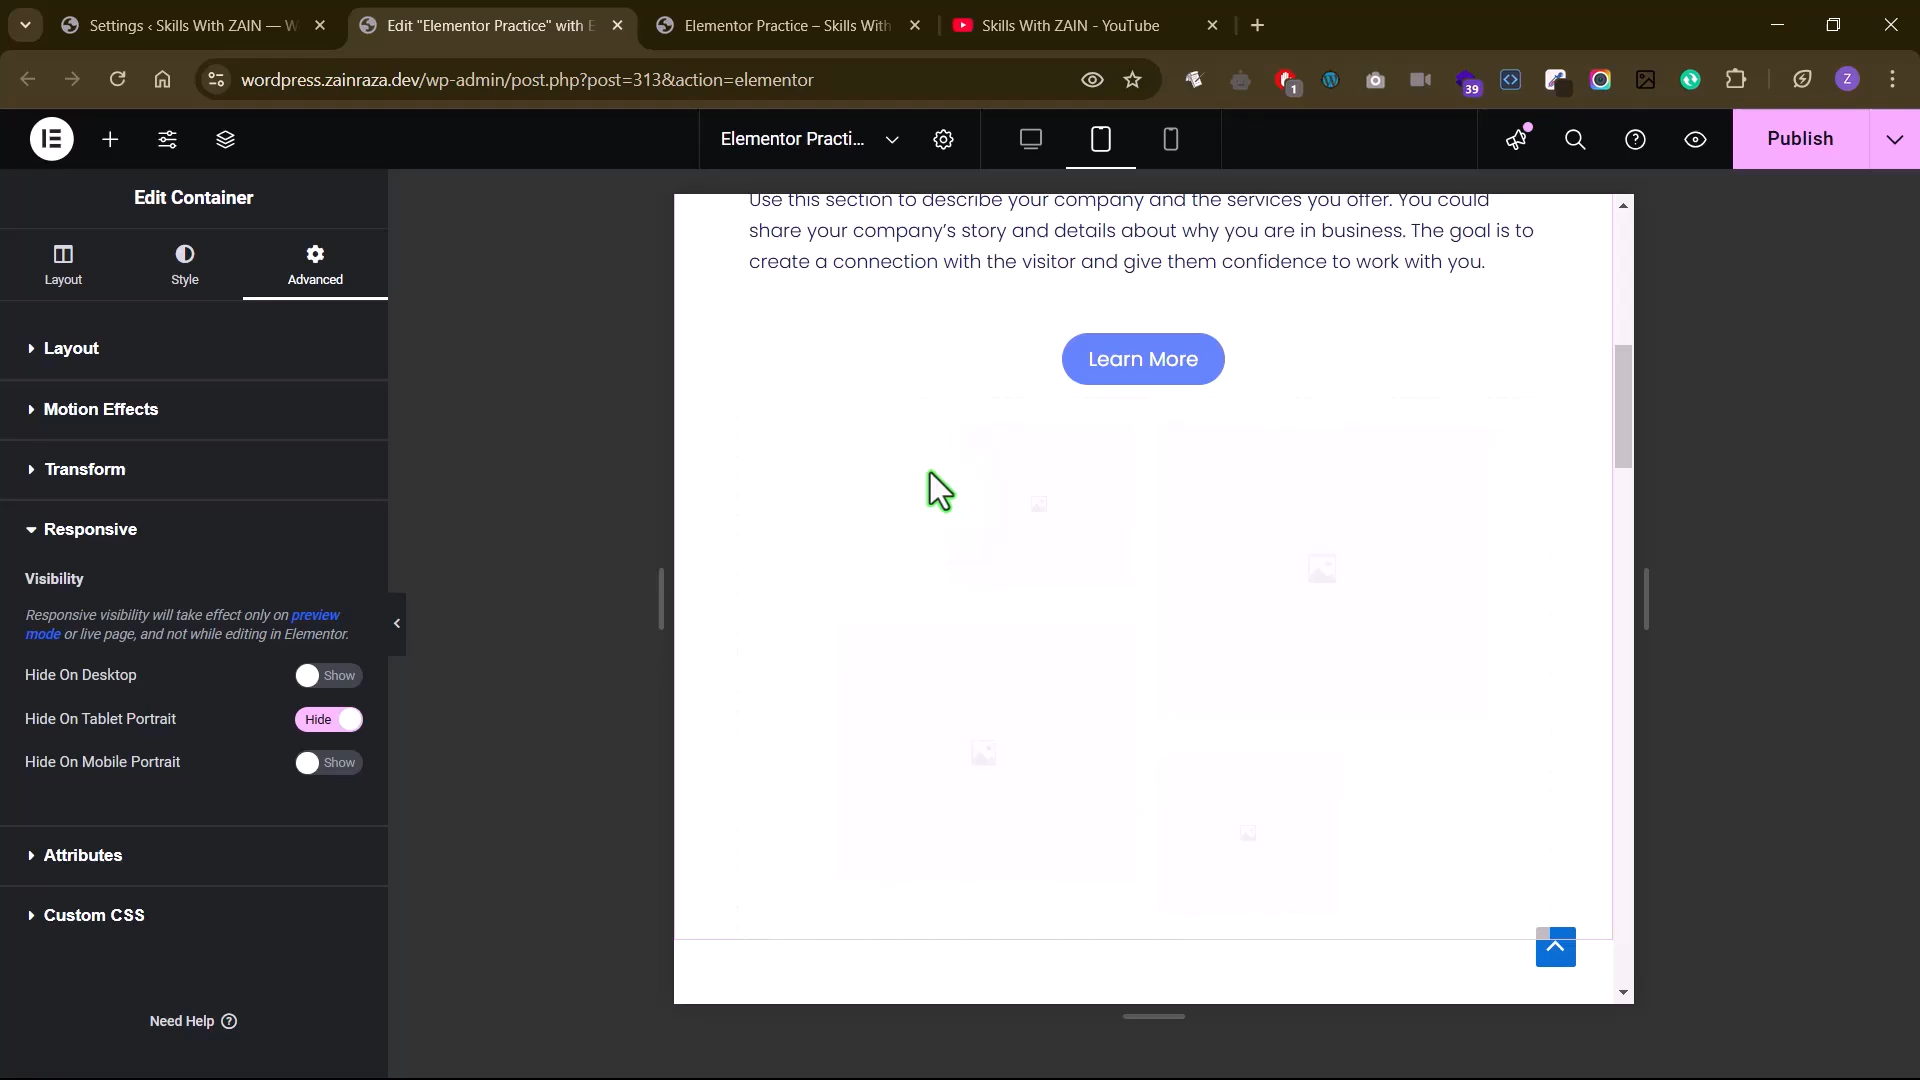 Settings ‹ Skills With ZAIN — W
Edit "Elementor Practice" with E
Elementor Practice – Skills With
Skills With ZAIN - YouTube
wordpress.zainraza.dev/wp-admin/post.php?post=313&action=elementor
1
39
Z
Elementor Practi...
Publish
Edit Container
Layout
Style
Advanced
Layout
Motion Effects
Transform
Responsive
Visibility
Responsive visibility will take effect only on preview
mode or live page, and not while editing in Elementor.
Hide On Desktop
Show
Hide On Tablet Portrait
Hide
Hide On Mobile Portrait
Show
Attributes
Custom CSS
Need Help
Use this section to describe your company and the services you offer. You could
share your company's story and details about why you are in business. The goal is to
create a connection with the visitor and give them confidence to work with you.
Learn More